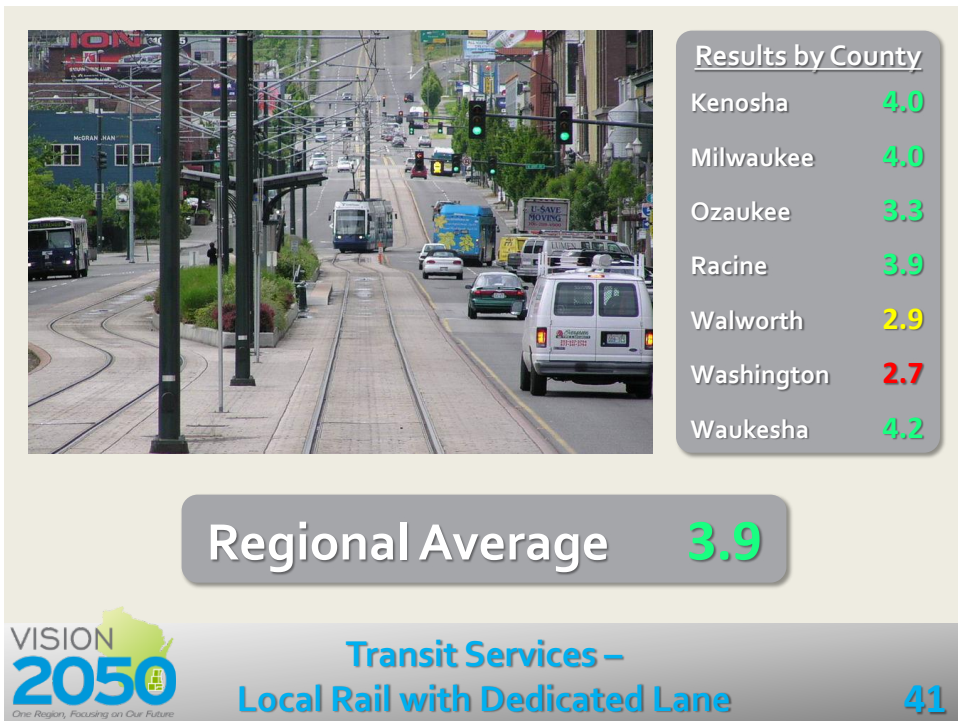 McGRANAHAN
U-SAVE
MOVING
Results by County
Kenosha 4.0
Milwaukee 4.0
Ozaukee 3.3
Racine 3.9
Walworth 2.9
Washington 2.7
Waukesha 4.2
Regional Average 3.9
VISION
2050
One Region, Focusing on Our Future
Transit Services –
Local Rail with Dedicated Lane
41